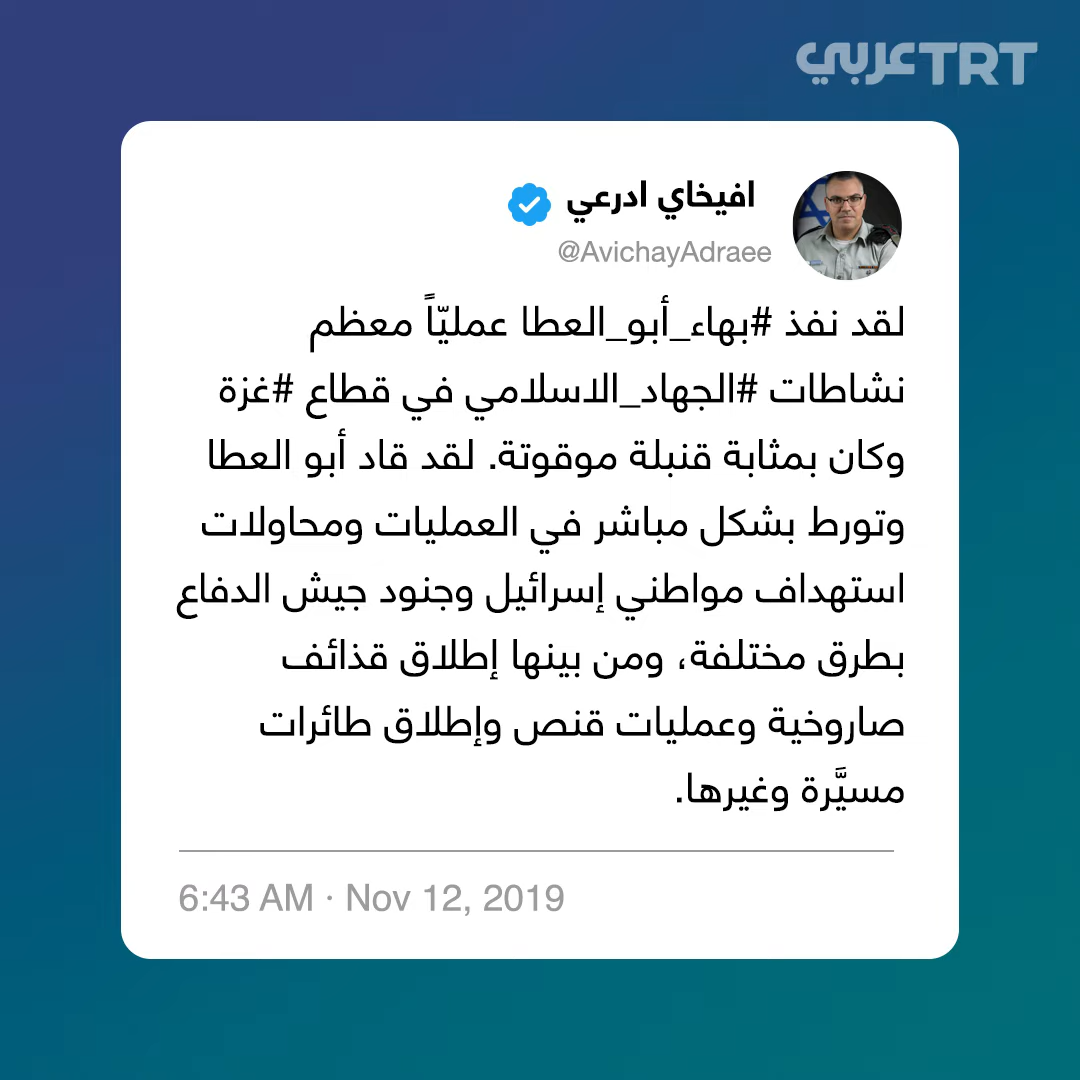 TRT عربي
افيخاي ادرعي
@AvichayAdraee
لقد نفذ #بهاء_أبو_العطا عمليّاً معظم
نشاطات #الجهاد_الاسلامي في قطاع #غزة
وكان بمثابة قنبلة موقوتة. لقد قاد أبو العطا
وتورط بشكل مباشر في العمليات ومحاولات
استهداف مواطني إسرائيل وجنود جيش الدفاع
بطرق مختلفة، ومن بينها إطلاق قذائف
صاروخية وعمليات قنص وإطلاق طائرات
مسيَّرة وغيرها.
6:43 AM · Nov 12, 2019